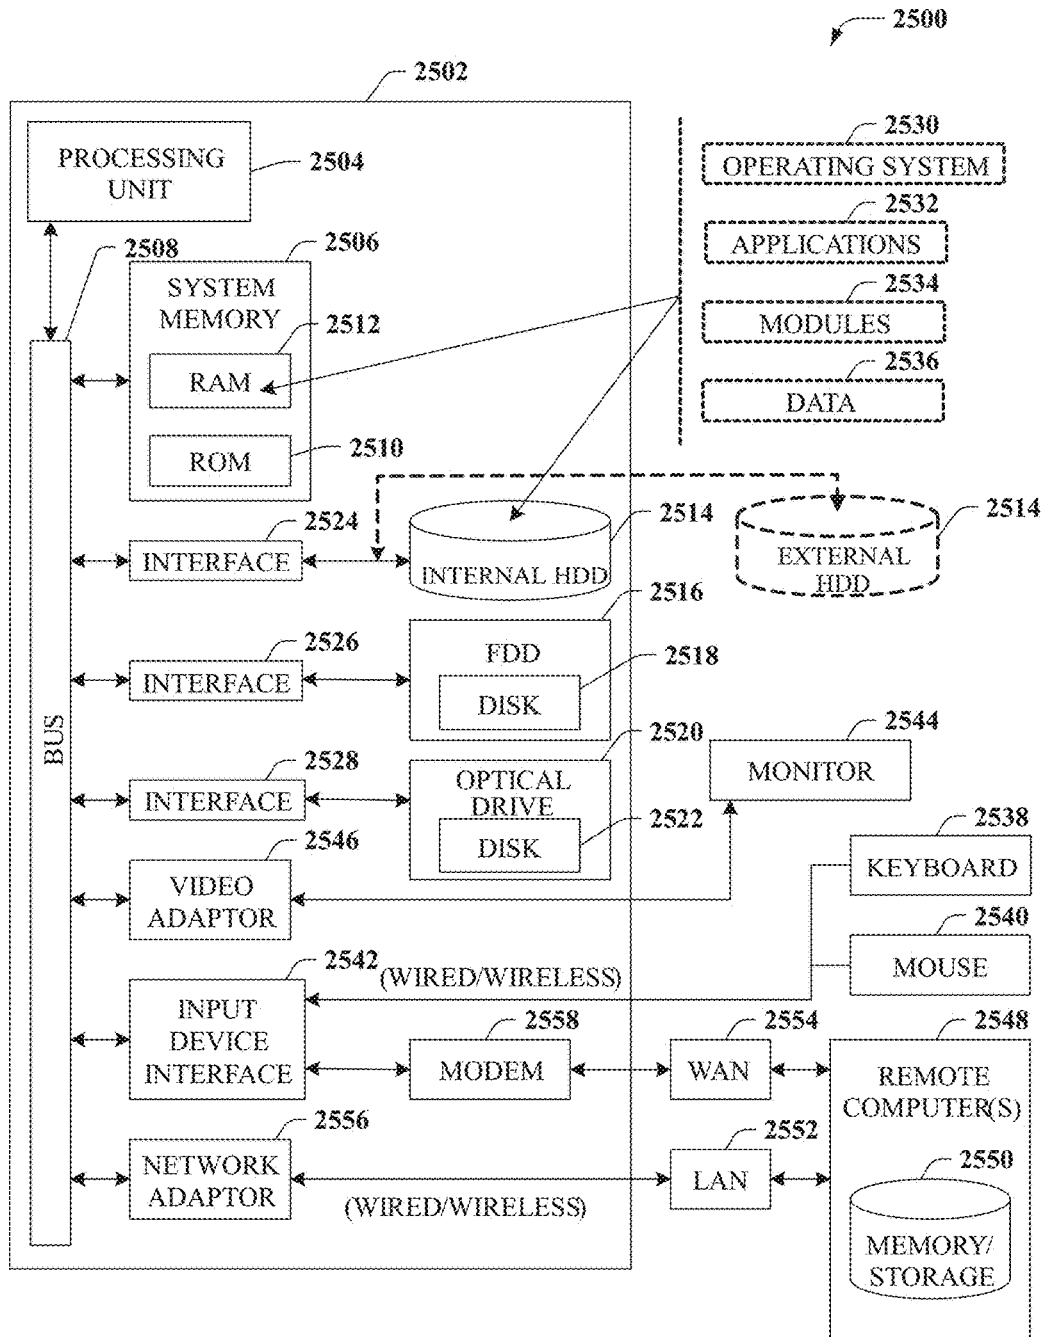 2500
2502
PROCESSING
UNIT
2504
2530
OPERATING SYSTEM
2532
APPLICATIONS
2534
MODULES
2536
DATA
2508
2506
SYSTEM
MEMORY
2512
RAM
2510
ROM
2524
INTERFACE
2514
INTERNAL HDD
2514
EXTERNAL
HDD
2526
INTERFACE
2516
FDD
2518
DISK
BUS
2528
INTERFACE
2520
OPTICAL
DRIVE
2522
DISK
2544
MONITOR
2546
VIDEO
ADAPTOR
2538
KEYBOARD
2540
MOUSE
2542
INPUT
DEVICE
INTERFACE
(WIRED/WIRELESS)
2558
MODEM
2554
WAN
2548
REMOTE
COMPUTER(S)
2556
NETWORK
ADAPTOR
(WIRED/WIRELESS)
2552
LAN
2550
MEMORY/
STORAGE